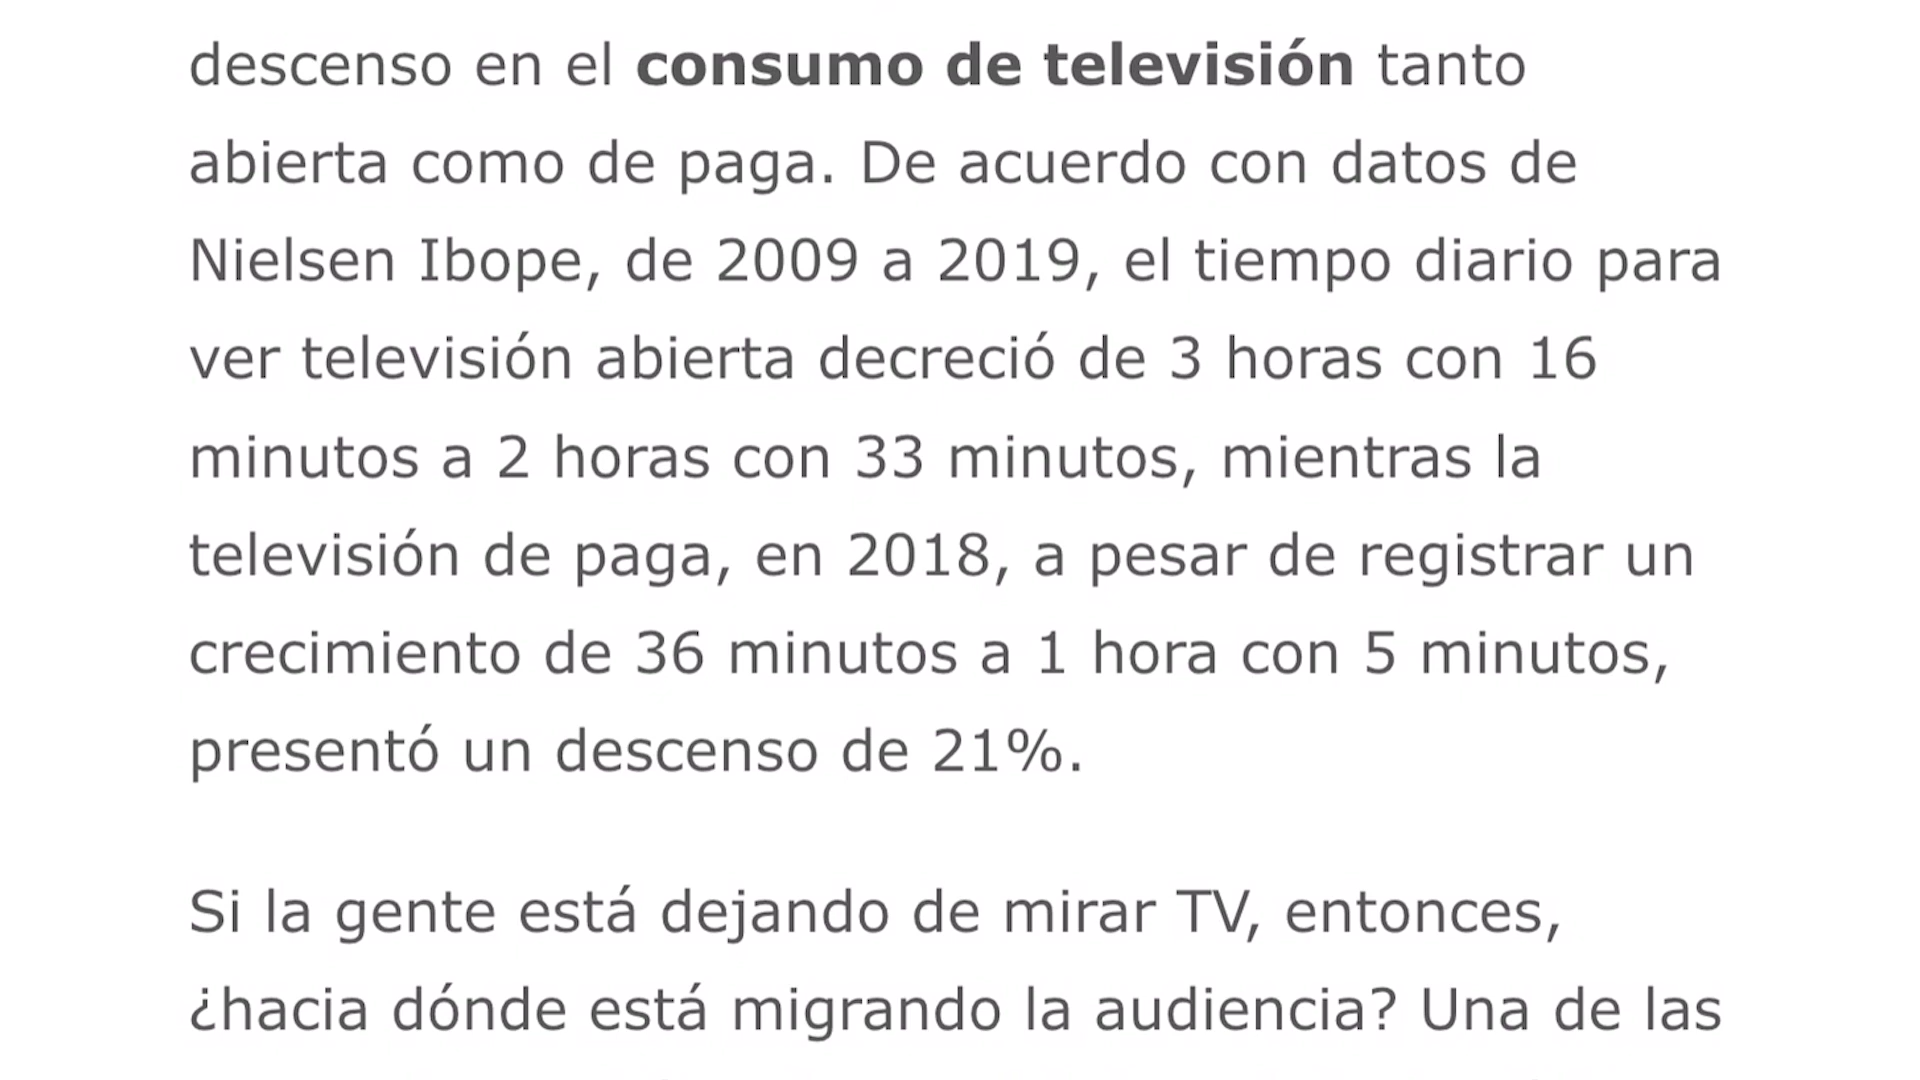 descenso en el consumo de televisión tanto
abierta como de paga. De acuerdo con datos de
Nielsen Ibope, de 2009 a 2019, el tiempo diario para
ver televisión abierta decreció de 3 horas con 16
minutos a 2 horas con 33 minutos, mientras la
televisión de paga, en 2018, a pesar de registrar un
crecimiento de 36 minutos a 1 hora con 5 minutos,
presentó un descenso de 21%.
Si la gente está dejando de mirar TV, entonces,
¿hacia dónde está migrando la audiencia? Una de las